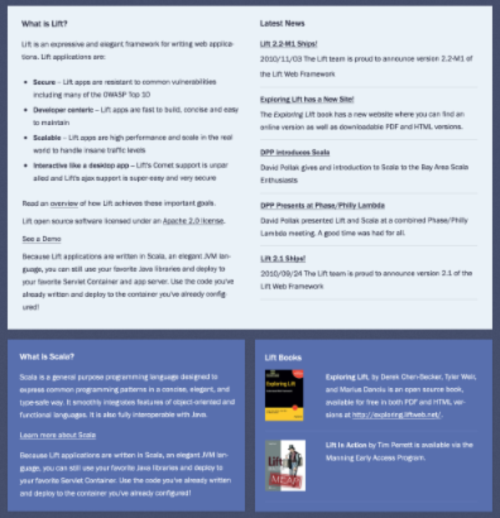 What is Lift?
Lift is an expressive and elegant framework for writing web applica-
tions. Lift applications are:
Secure – Lift apps are resistant to common vulnerabilities
including many of the OWASP Top 10
Developer centeric – Lift apps are fast to build, concise and easy
to maintain
Scalable – Lift apps are high performance and scale in the real
world to handle insane traffic levels
Interactive like a desktop app – Lift's Comet support is unpar
alled and Lift's ajax support is super-easy and very secure
Read an overview of how Lift achieves these important goals.
Lift open source software licensed under an Apache 2.0 license.
See a Demo
Because Lift applications are written in Scala, an elegant JVM lan-
guage, you can still use your favorite Java libraries and deploy to
your favorite Servlet Container and app server. Use the code you've
already written and deploy to the container you've already config-
ured!
Latest News
Lift 2.2-M1 Ships!
2010/11/03 The Lift team is proud to announce version 2.2-M1 of
the Lift Web Framework
Exploring Lift has a New Site!
The Exploring Lift book has a new website where you can find an
online version as well as downloadable PDF and HTML versions.
DPP introduces Scala
David Pollak gives and introduction to Scala to the Bay Area Scala
Enthusiasts
DPP Presents at Phase/Philly Lambda
David Pollak presented Lift and Scala at a combined Phase/Philly
Lambda meeting. A good time was had for all.
Lift 2.1 Ships!
2010/09/24 The Lift team is proud to announce version 2.1 of the
Lift Web Framework
What is Scala?
Scala is a general purpose programming language designed to
express common programming patterns in a concise, elegant, and
type-safe way. It smoothly integrates features of object-oriented and
functional languages. It is also fully interoperable with Java.
Learn more about Scala
Because Lift applications are written in Scala, an elegant JVM lan-
guage, you can still use your favorite Java libraries and deploy to
your favorite Servlet Container. Use the code you've already written
and deploy to the container you've already configured!
Lift Books
Exploring Lift
Exploring Lift, by Derek Chen-Becker, Tyler Weir,
and Marius Danciu is an open source book,
available for free in both PDF and HTML ver-
sions at http://exploring.liftweb.net/.
Lift
MEAP
Lift in Action by Tim Perrett is available via the
Manning Early Access Program.